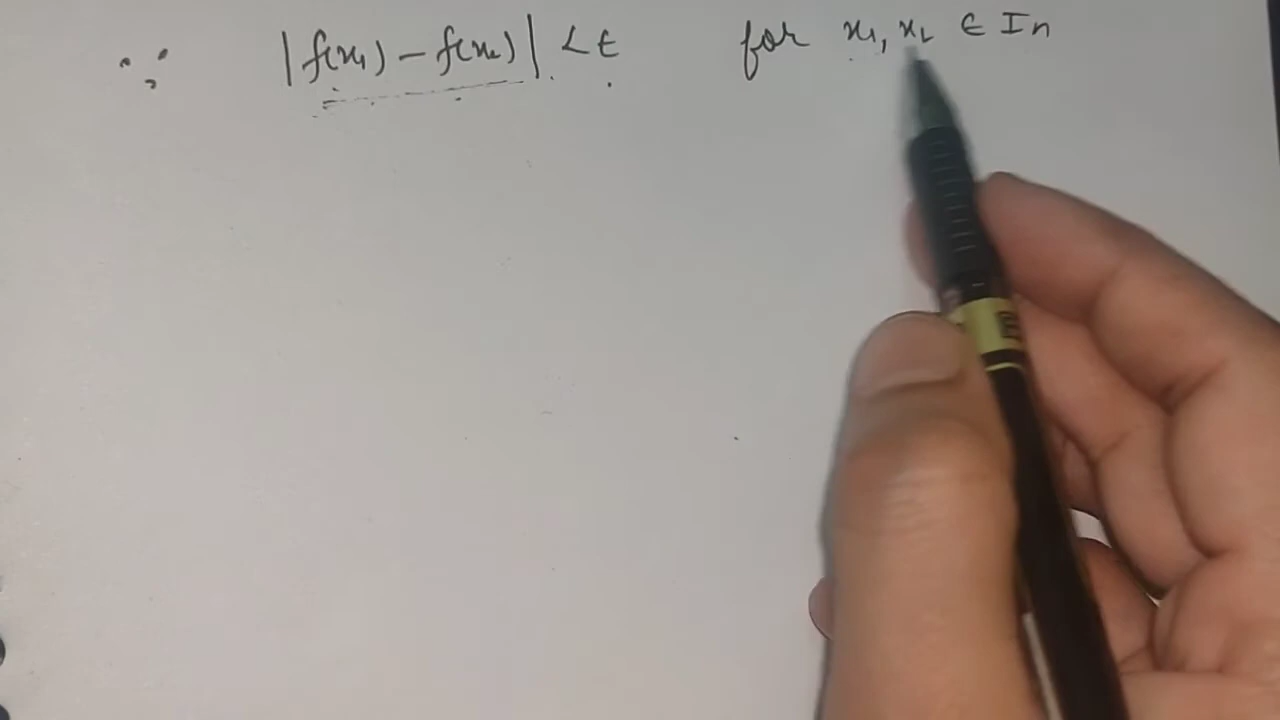 ∵ |f(x₁) - f(x₂)| < ε for x₁, x₂ ∈ In